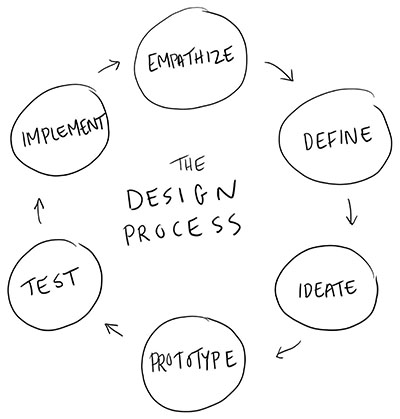 EMPATHIZE
DEFINE
IDEATE
PROTOTYPE
TEST
IMPLEMENT
THE
DESIGN
PROCESS